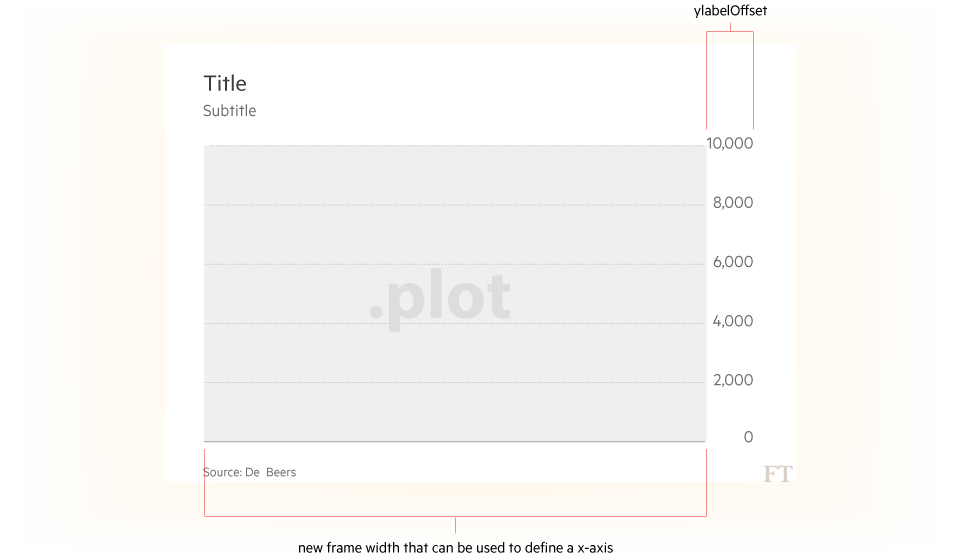 ylabelOffset
Title
Subtitle
10,000
8,000
6,000
.plot
4,000
2,000
0
Source: De Beers
FT
new frame width that can be used to define a x-axis